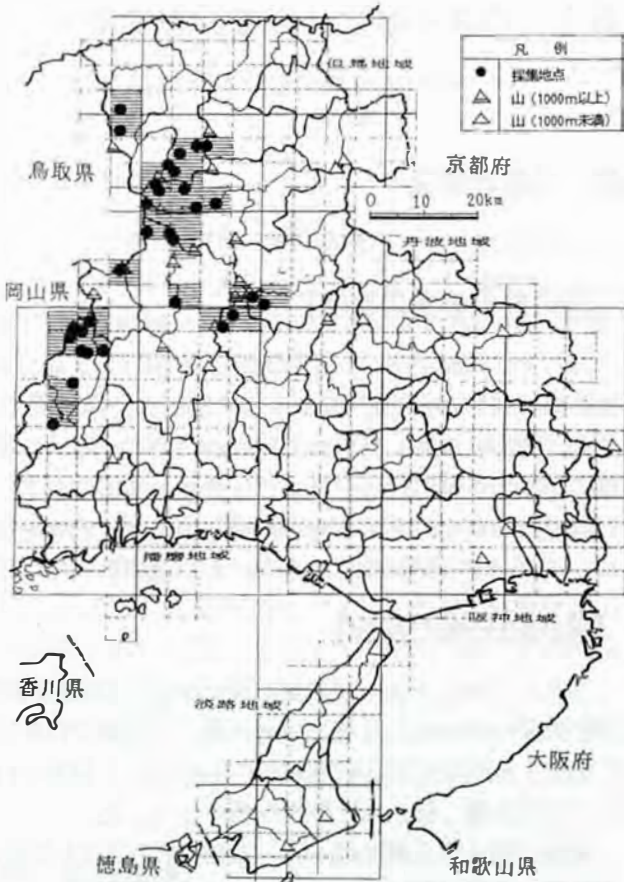 但馬地域
凡 例
採集地点
山 (1000m以上)
山 (1000m未満)
鳥取県
京都府
0 10 20km
丹波地域
岡山県
播磨地域
阪神地域
香川県
淡路地域
大阪府
徳島県
和歌山県